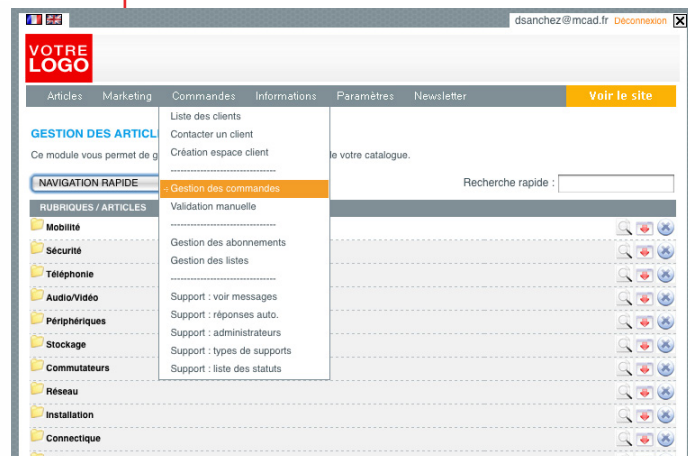 dsanchez@mcad.fr Déconnexion
VOTRE
LOGO
Articles Marketing Commandes Informations Paramètres Newsletter Voir le site
Liste des clients
Contacter un client
Création espace client
--------------------------------
Gestion des commandes
Validation manuelle
--------------------------------
Gestion des abonnements
Gestion des listes
--------------------------------
Support : voir messages
Support : réponses auto.
Support : administrateurs
Support : types de supports
Support : liste des statuts
GESTION DES ARTICL
Ce module vous permet de g le votre catalogue.
NAVIGATION RAPIDE Recherche rapide :
RUBRIQUES / ARTICLES
Mobilité
Sécurité
Téléphonie
Audio/Vidéo
Périphériques
Stockage
Commutateurs
Réseau
Installation
Connectique